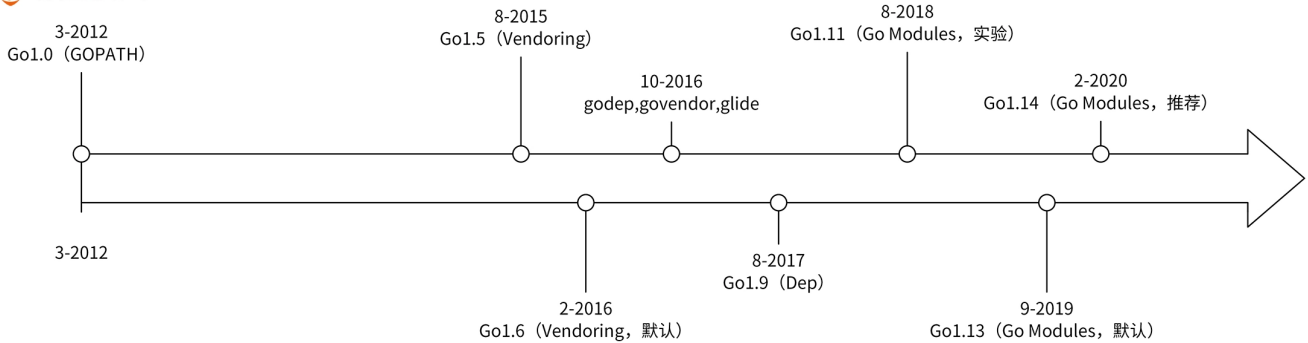 3-2012
Go1.0（GOPATH）
8-2015
Go1.5（Vendoring）
10-2016
godep,govendor,glide
8-2018
Go1.11（Go Modules，实验）
2-2020
Go1.14（Go Modules，推荐）
3-2012
2-2016
Go1.6（Vendoring，默认）
8-2017
Go1.9（Dep）
9-2019
Go1.13（Go Modules，默认）